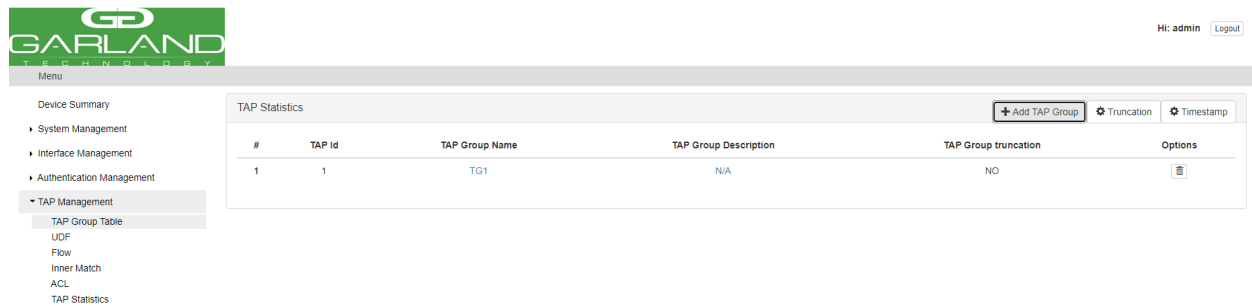 GARLAND
TECHNOLOGY
Hi: admin Logout
Menu
Device Summary
System Management
Interface Management
Authentication Management
TAP Management
TAP Group Table
UDF
Flow
Inner Match
ACL
TAP Statistics
TAP Statistics
Add TAP Group Truncation Timestamp
# TAP Id TAP Group Name TAP Group Description TAP Group truncation Options
1 1 TG1 N/A NO